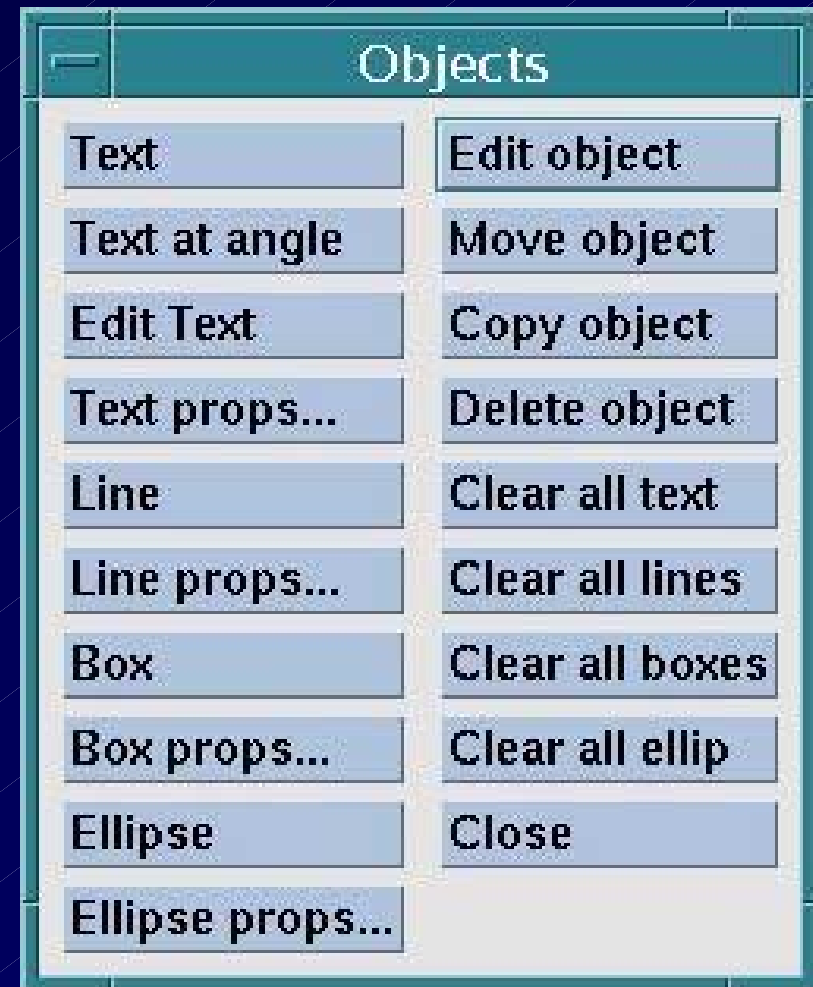 Objects
Text
Edit object
Text at angle
Move object
Edit Text
Copy object
Text props...
Delete object
Line
Clear all text
Line props...
Clear all lines
Box
Clear all boxes
Box props...
Clear all ellip
Ellipse
Close
Ellipse props...